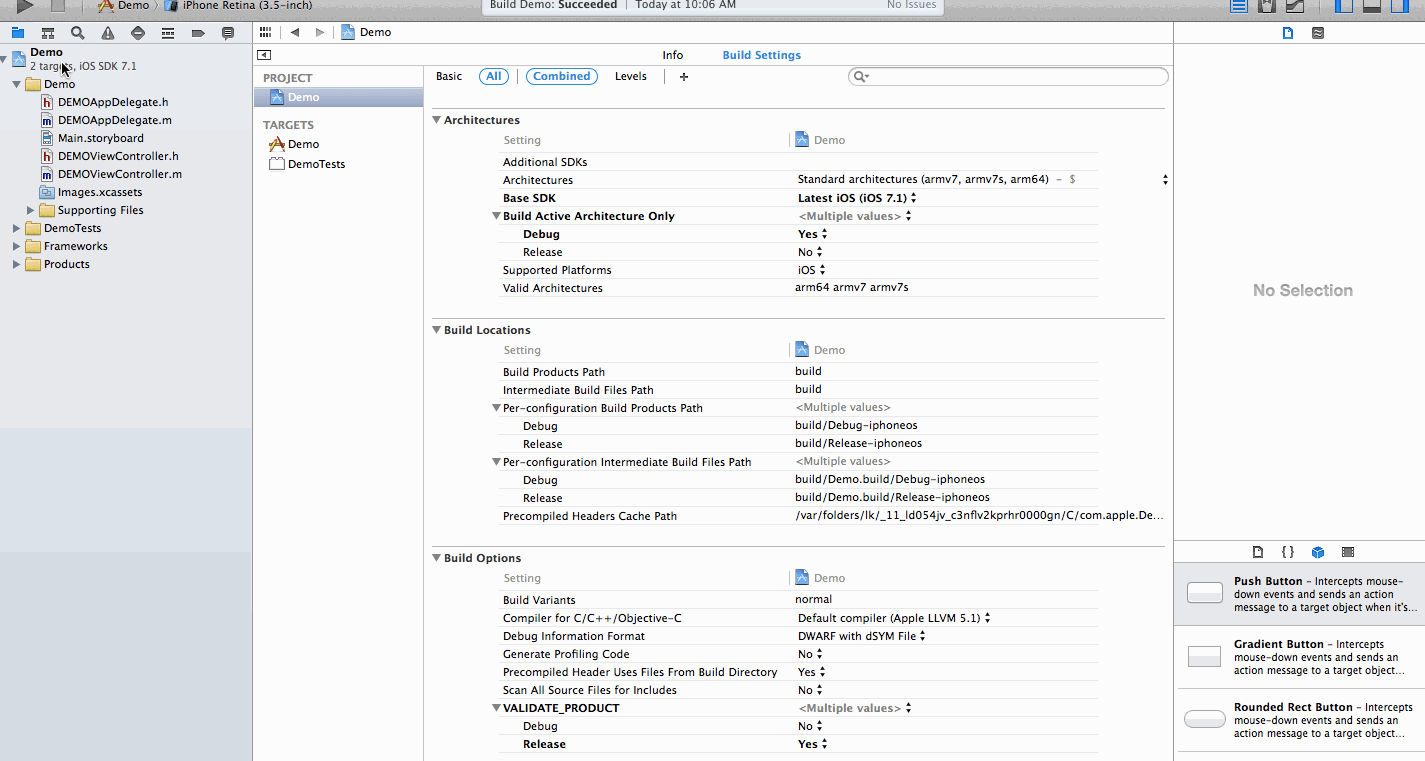 Demo iPhone Retina (3.5-inch)
Build Demo: Succeeded Today at 10:06 AM No Issues
Demo
2 targets, iOS SDK 7.1
Demo
DEMOAppDelegate.h
DEMOAppDelegate.m
Main.storyboard
DEMOViewController.h
DEMOViewController.m
Images.xcassets
Supporting Files
DemoTests
Frameworks
Products
Demo
Info Build Settings
PROJECT
Demo
TARGETS
Demo
DemoTests
Basic All Combined Levels +
Architectures
Setting Demo
Additional SDKs
Architectures Standard architectures (armv7, armv7s, arm64) – $
Base SDK Latest iOS (iOS 7.1)
Build Active Architecture Only <Multiple values>
Debug Yes
Release No
Supported Platforms iOS
Valid Architectures arm64 armv7 armv7s
Build Locations
Setting Demo
Build Products Path build
Intermediate Build Files Path build
Per-configuration Build Products Path <Multiple values>
Debug build/Debug-iphoneos
Release build/Release-iphoneos
Per-configuration Intermediate Build Files Path <Multiple values>
Debug build/Demo.build/Debug-iphoneos
Release build/Demo.build/Release-iphoneos
Precompiled Headers Cache Path /var/folders/lk/_11_ld054jv_c3nflv2kprhr0000gn/C/com.apple.De...
Build Options
Setting Demo
Build Variants normal
Compiler for C/C++/Objective-C Default compiler (Apple LLVM 5.1)
Debug Information Format DWARF with dSYM File
Generate Profiling Code No
Precompiled Header Uses Files From Build Directory Yes
Scan All Source Files for Includes No
VALIDATE_PRODUCT <Multiple values>
Debug No
Release Yes
No Selection
{ }
Push Button – Intercepts mouse-
down events and sends an action
message to a target object when it's...
Gradient Button – Intercepts
mouse-down events and sends an
action message to a target object...
Rounded Rect Button – Intercepts
mouse-down events and sends an
action message to a target object...